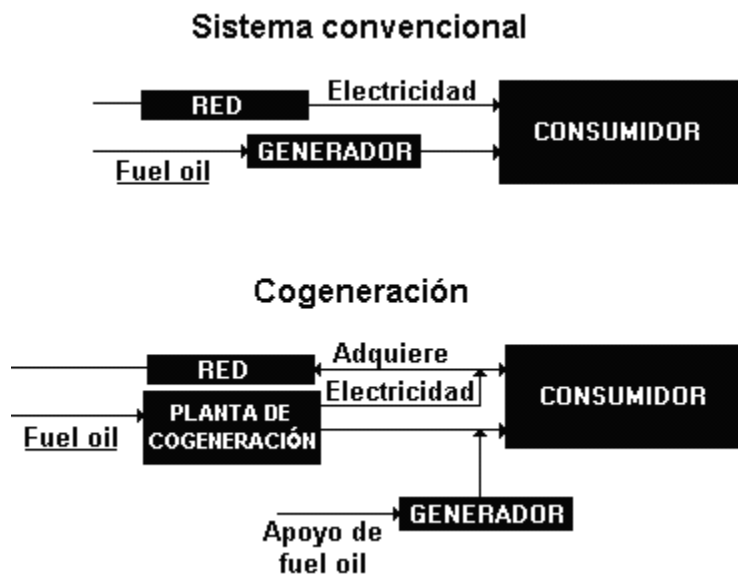 Sistema convencional
RED
Electricidad
CONSUMIDOR
GENERADOR
Fuel oil
Cogeneración
RED
Adquiere
Electricidad
CONSUMIDOR
PLANTA DE
COGENERACIÓN
Fuel oil
GENERADOR
Apoyo de
fuel oil